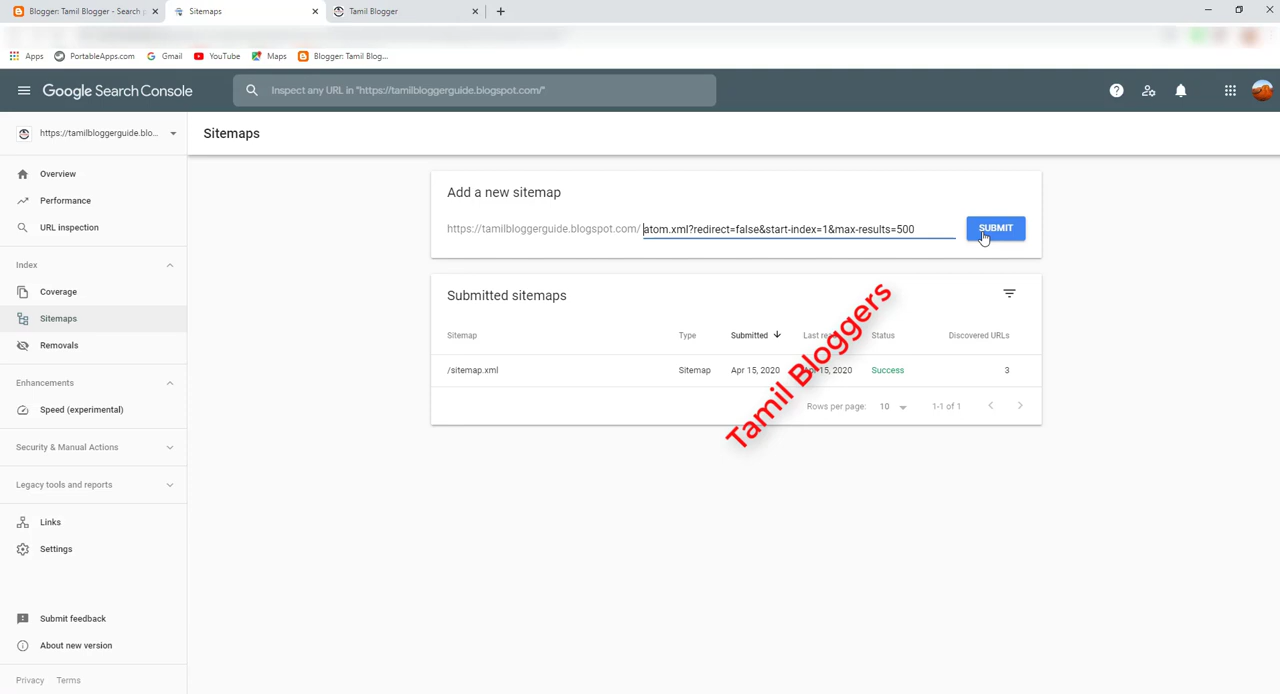 Blogger: Tamil Blogger - Search p
Sitemaps
Tamil Blogger
Apps
PortableApps.com
Gmail
YouTube
Maps
Blogger: Tamil Blog...
Google Search Console
Inspect any URL in "https://tamilbloggerguide.blogspot.com/"
https://tamilbloggerguide.blo...
Sitemaps
Overview
Performance
URL inspection
Index
Coverage
Sitemaps
Removals
Enhancements
Speed (experimental)
Security & Manual Actions
Legacy tools and reports
Links
Settings
Submit feedback
About new version
Privacy Terms
Add a new sitemap
https://tamilbloggerguide.blogspot.com/ atom.xml?redirect=false&start-index=1&max-results=500
SUBMIT
Submitted sitemaps
Sitemap Type Submitted Last Status Discovered URLs
/sitemap.xml Sitemap Apr 15, 2020 15, 2020 Success 3
Rows per page: 10 1-1 of 1
Tamil Bloggers